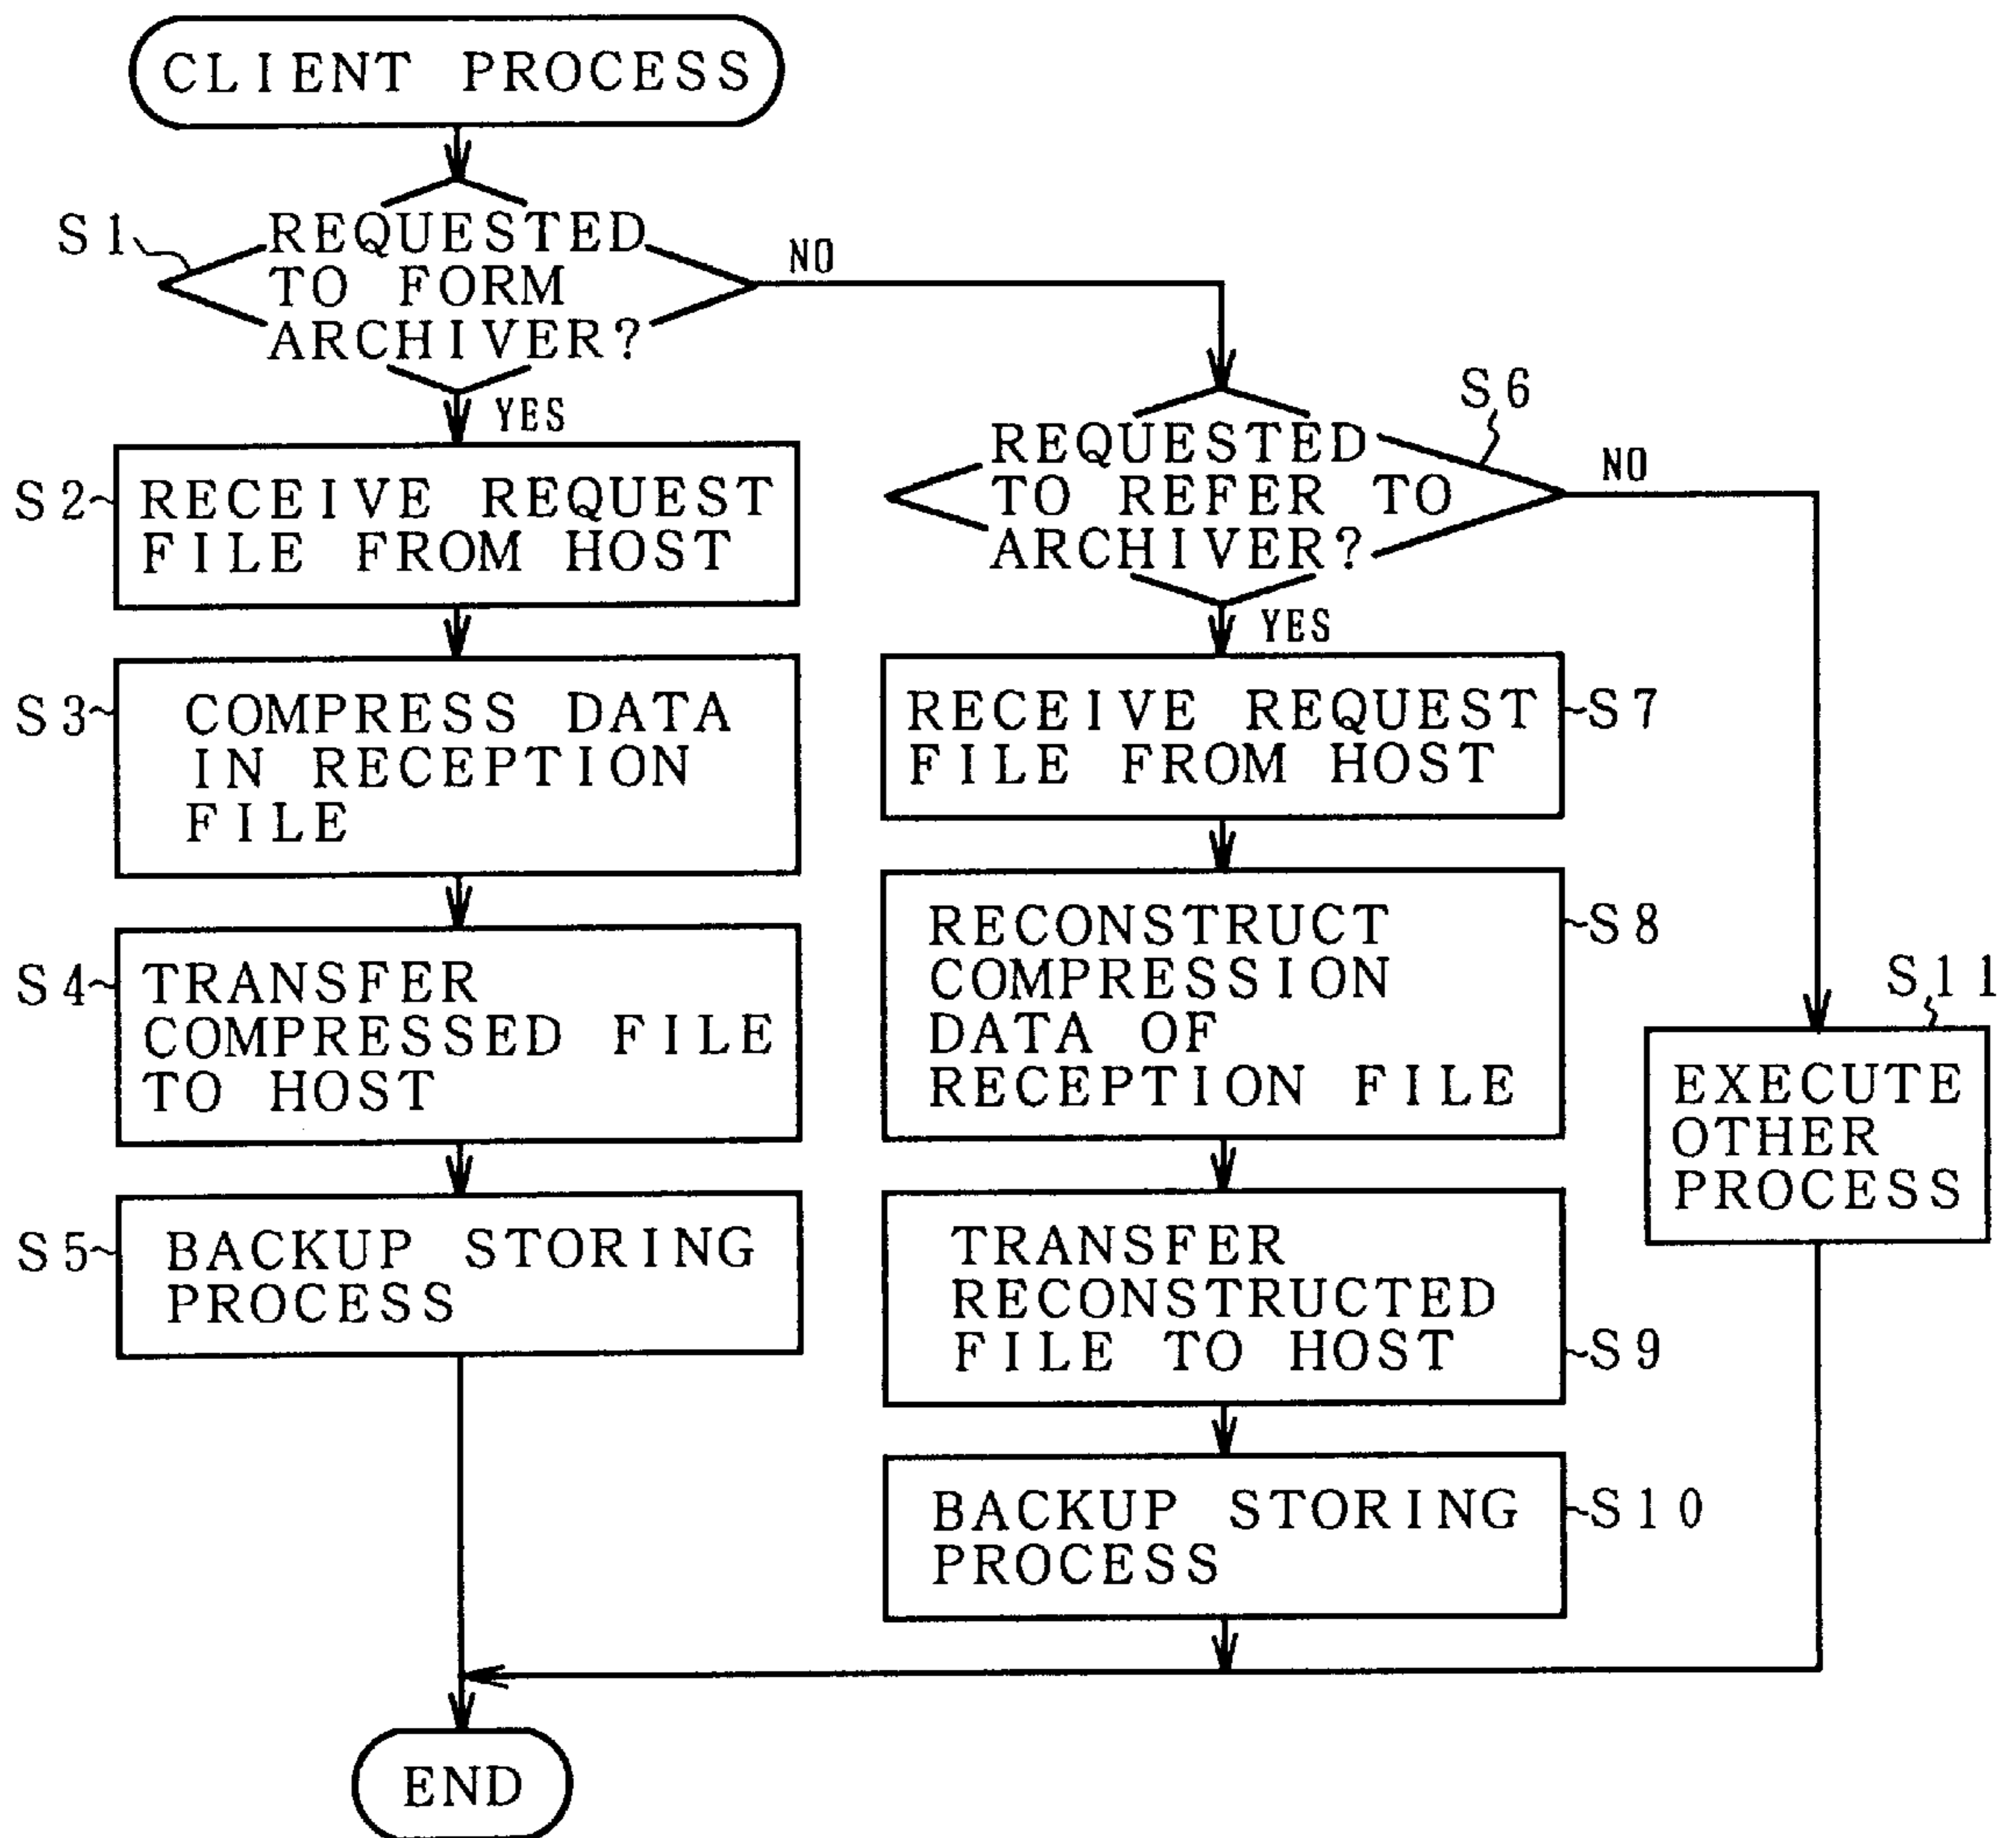 CLIENT PROCESS
S1
REQUESTED
TO FORM
ARCHIVER?
NO
YES
S2
RECEIVE REQUEST
FILE FROM HOST
S3
COMPRESS DATA
IN RECEPTION
FILE
S4
TRANSFER
COMPRESSED FILE
TO HOST
S5
BACKUP STORING
PROCESS
S6
REQUESTED
TO REFER TO
ARCHIVER?
NO
YES
RECEIVE REQUEST
FILE FROM HOST
S7
RECONSTRUCT
COMPRESSION
DATA OF
RECEPTION FILE
S8
TRANSFER
RECONSTRUCTED
FILE TO HOST
S9
BACKUP STORING
PROCESS
S10
S11
EXECUTE
OTHER
PROCESS
END